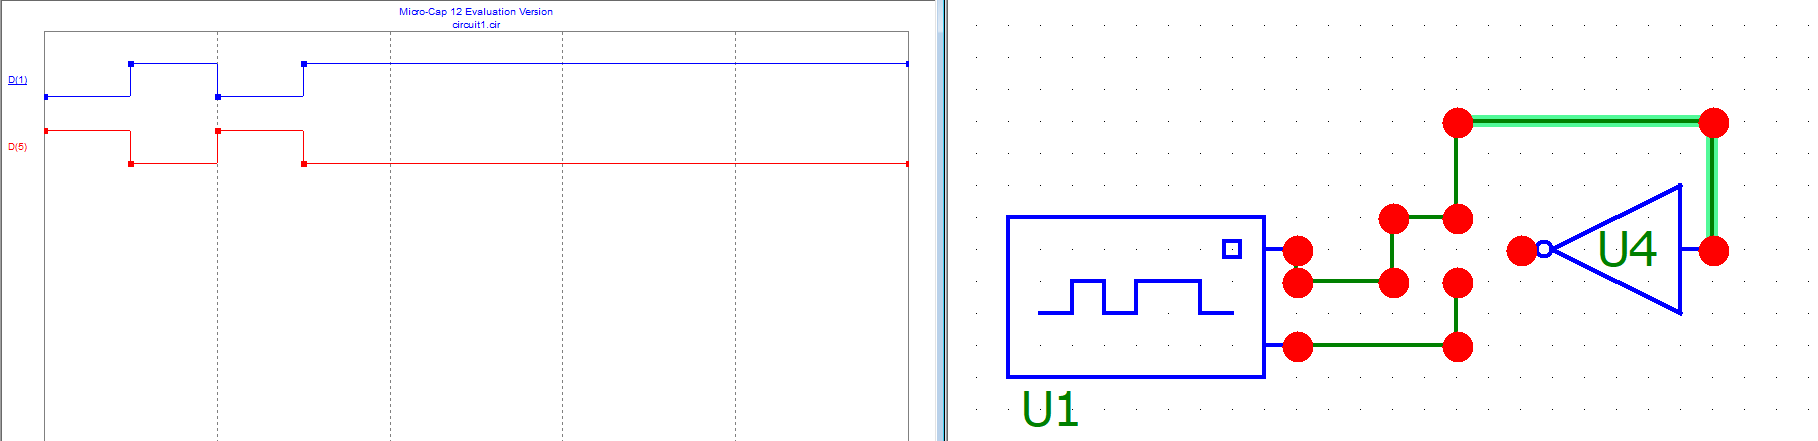 Micro-Cap 12 Evaluation Version
circuit1.cir
D(1)
D(5)
U4
U1